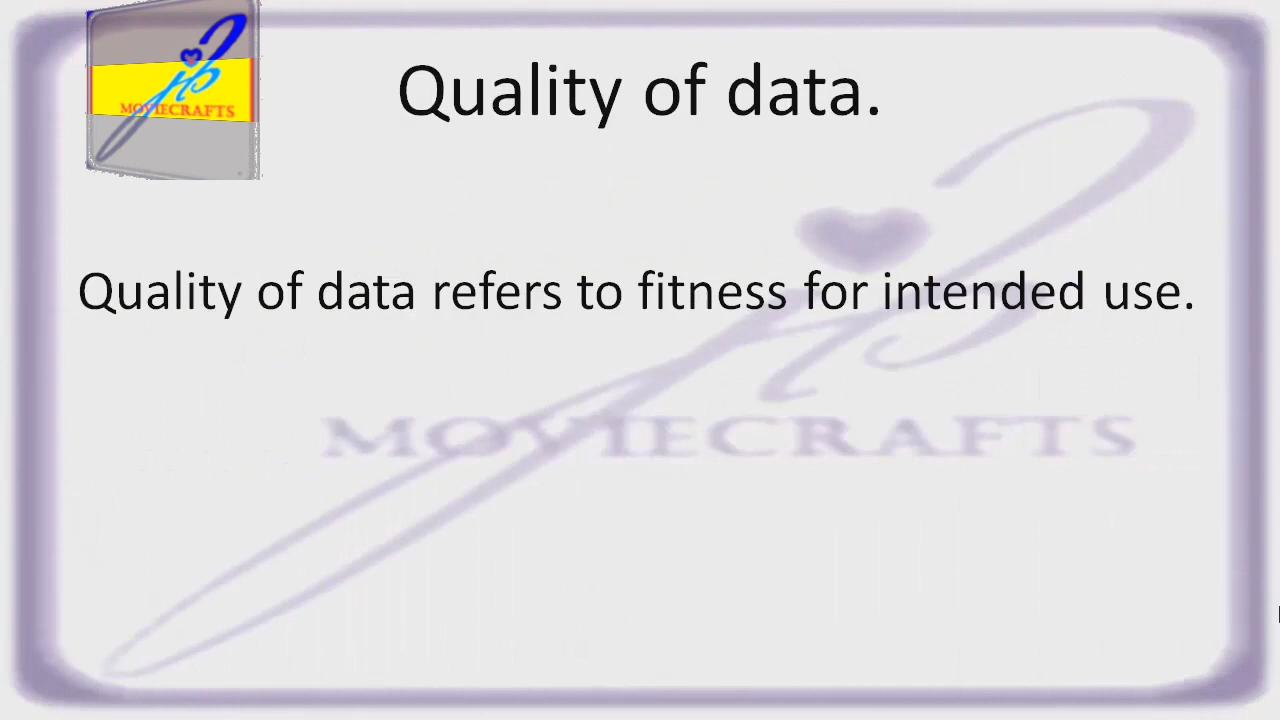 Quality of data.
MOVIECRAFTS
Quality of data refers to fitness for intended use.
MOVIECRAFTS